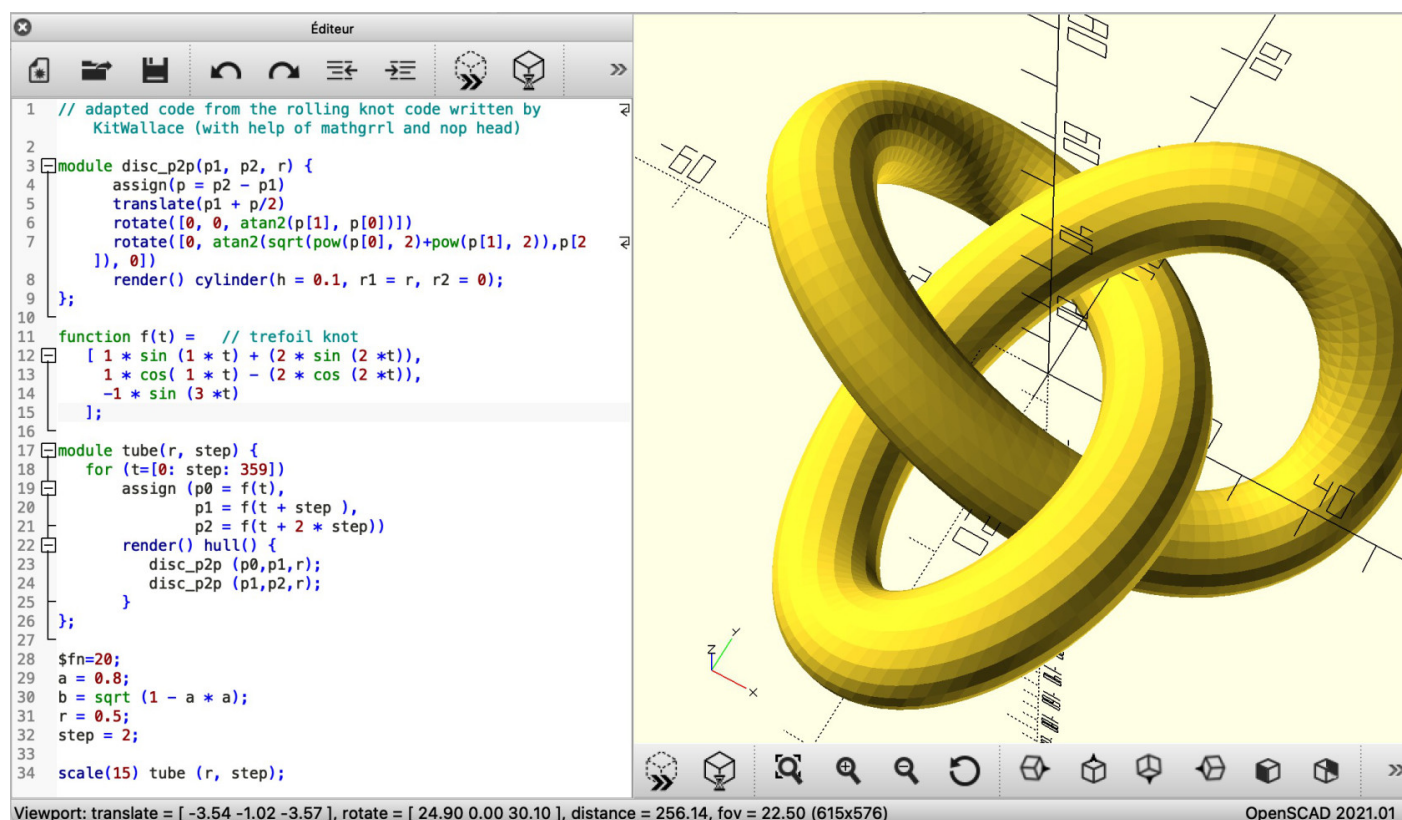 Éditeur
1 // adapted code from the rolling knot code written by
KitWallace (with help of mathgrrl and nop head)
2
3 module disc_p2p(p1, p2, r) {
4 assign(p = p2 - p1)
5 translate(p1 + p/2)
6 rotate([0, 0, atan2(p[1], p[0])])
7 rotate([0, atan2(sqrt(pow(p[0], 2)+pow(p[1], 2)),p[2
]), 0])
8 render() cylinder(h = 0.1, r1 = r, r2 = 0);
9 };
10
11 function f(t) = // trefoil knot
12 [ 1 * sin (1 * t) + (2 * sin (2 *t)),
13 1 * cos( 1 * t) - (2 * cos (2 *t)),
14 -1 * sin (3 *t)
15 ];
16
17 module tube(r, step) {
18 for (t=[0: step: 359])
19 assign (p0 = f(t),
20 p1 = f(t + step ),
21 p2 = f(t + 2 * step))
22 render() hull() {
23 disc_p2p (p0,p1,r);
24 disc_p2p (p1,p2,r);
25 }
26 };
27
28 $fn=20;
29 a = 0.8;
30 b = sqrt (1 - a * a);
31 r = 0.5;
32 step = 2;
33
34 scale(15) tube (r, step);
-60
60
60
40
Z
Y
X
Viewport: translate = [ -3.54 -1.02 -3.57 ], rotate = [ 24.90 0.00 30.10 ], distance = 256.14, fov = 22.50 (615x576)
OpenSCAD 2021.01